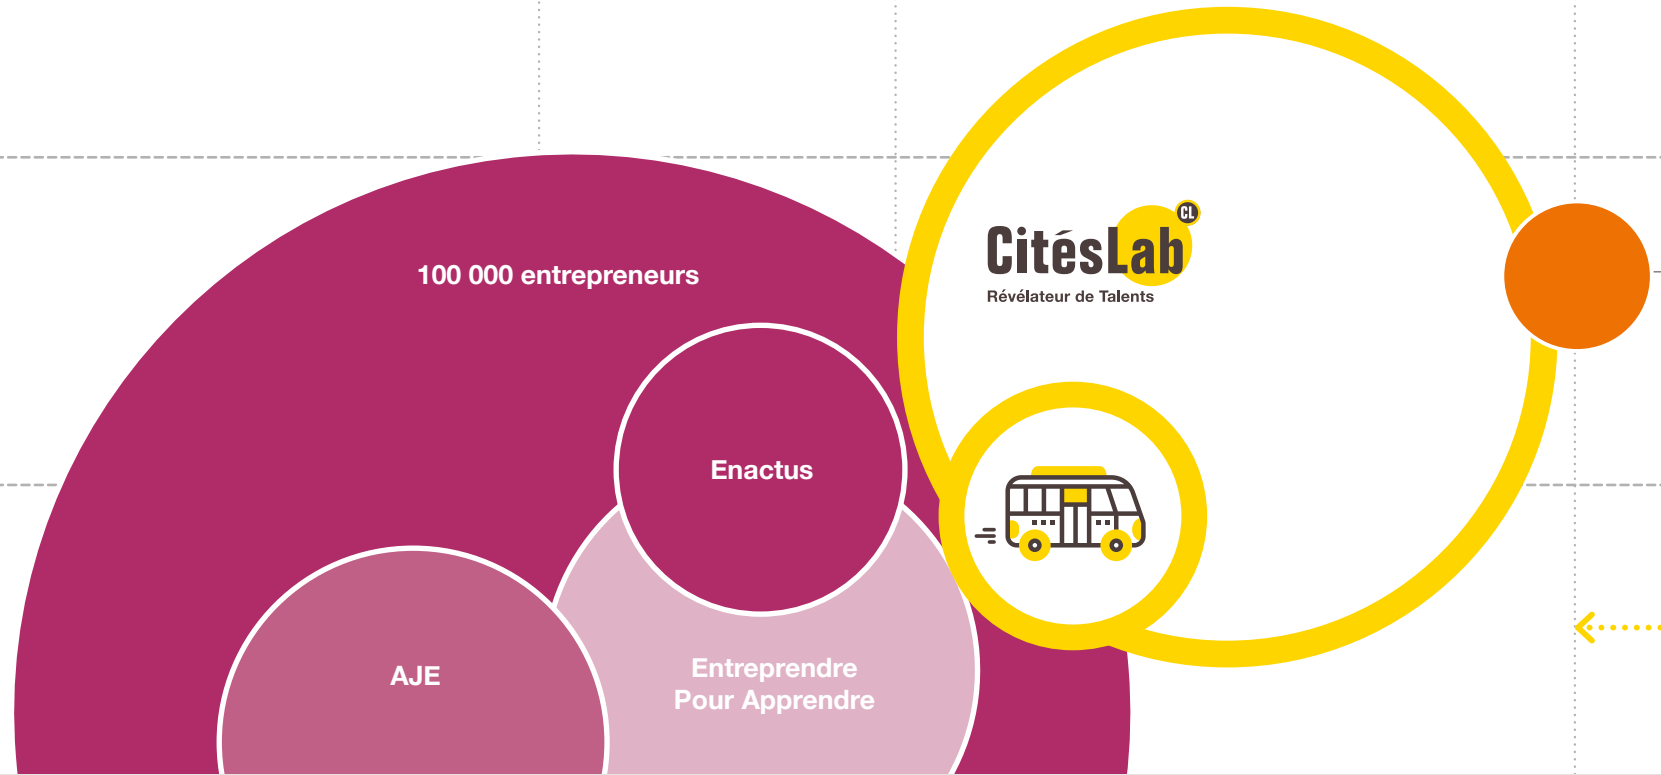 CL
CitésLab
Révélateur de Talents
100 000 entrepreneurs
Enactus
Entreprendre
Pour Apprendre
AJE